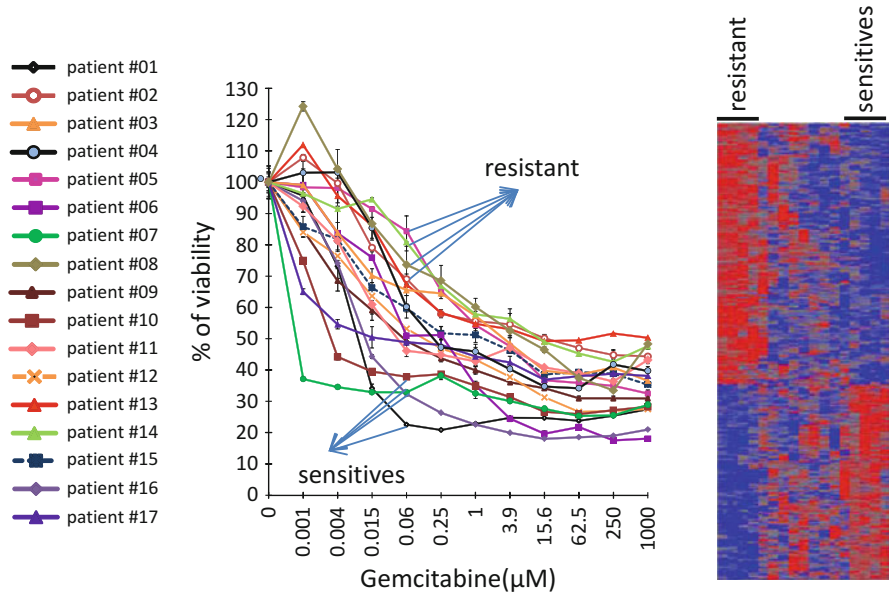 patient #01
patient #02
patient #03
patient #04
patient #05
patient #06
patient #07
patient #08
patient #09
patient #10
patient #11
patient #12
patient #13
patient #14
patient #15
patient #16
patient #17
% of viability
130
120
110
100
90
80
70
60
50
40
30
20
10
0
resistant
sensitives
0
0.001
0.004
0.015
0.06
0.25
1
3.9
15.6
62.5
250
1000
Gemcitabine(µM)
resistant
sensitives